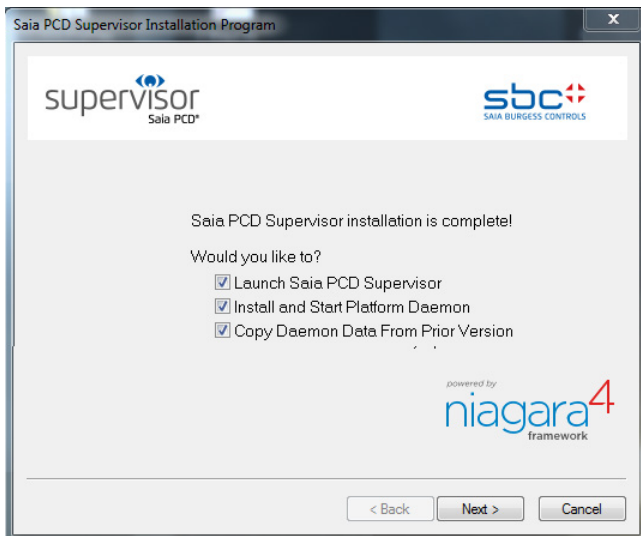 Saia PCD Supervisor Installation Program
x
supervisor
Saia PCD®
sbc
SAIA BURGESS CONTROLS
Saia PCD Supervisor installation is complete!
Would you like to?
Launch Saia PCD Supervisor
Install and Start Platform Daemon
Copy Daemon Data From Prior Version
powered by
niagara4
framework
< Back
Next >
Cancel